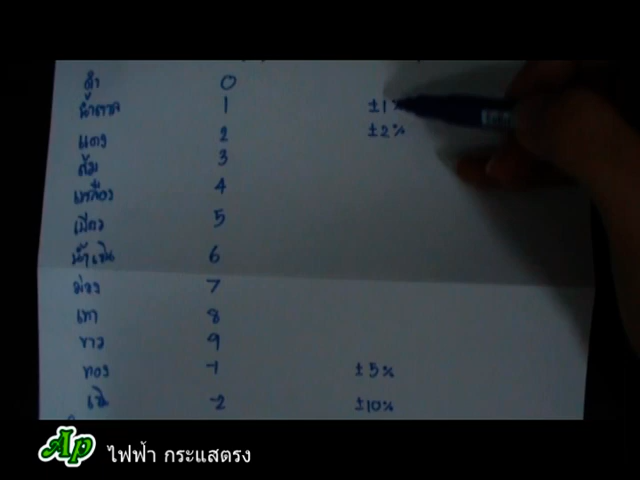 ดำ 0
น้ำตาล 1 ±1%
แดง 2 ±2%
ส้ม 3
เหลือง 4
เขียว 5
น้ำเงิน 6
ม่วง 7
เทา 8
ขาว 9
ทอง -1 ±5%
เงิน -2 ±10%
Ap ไฟฟ้า กระแสตรง